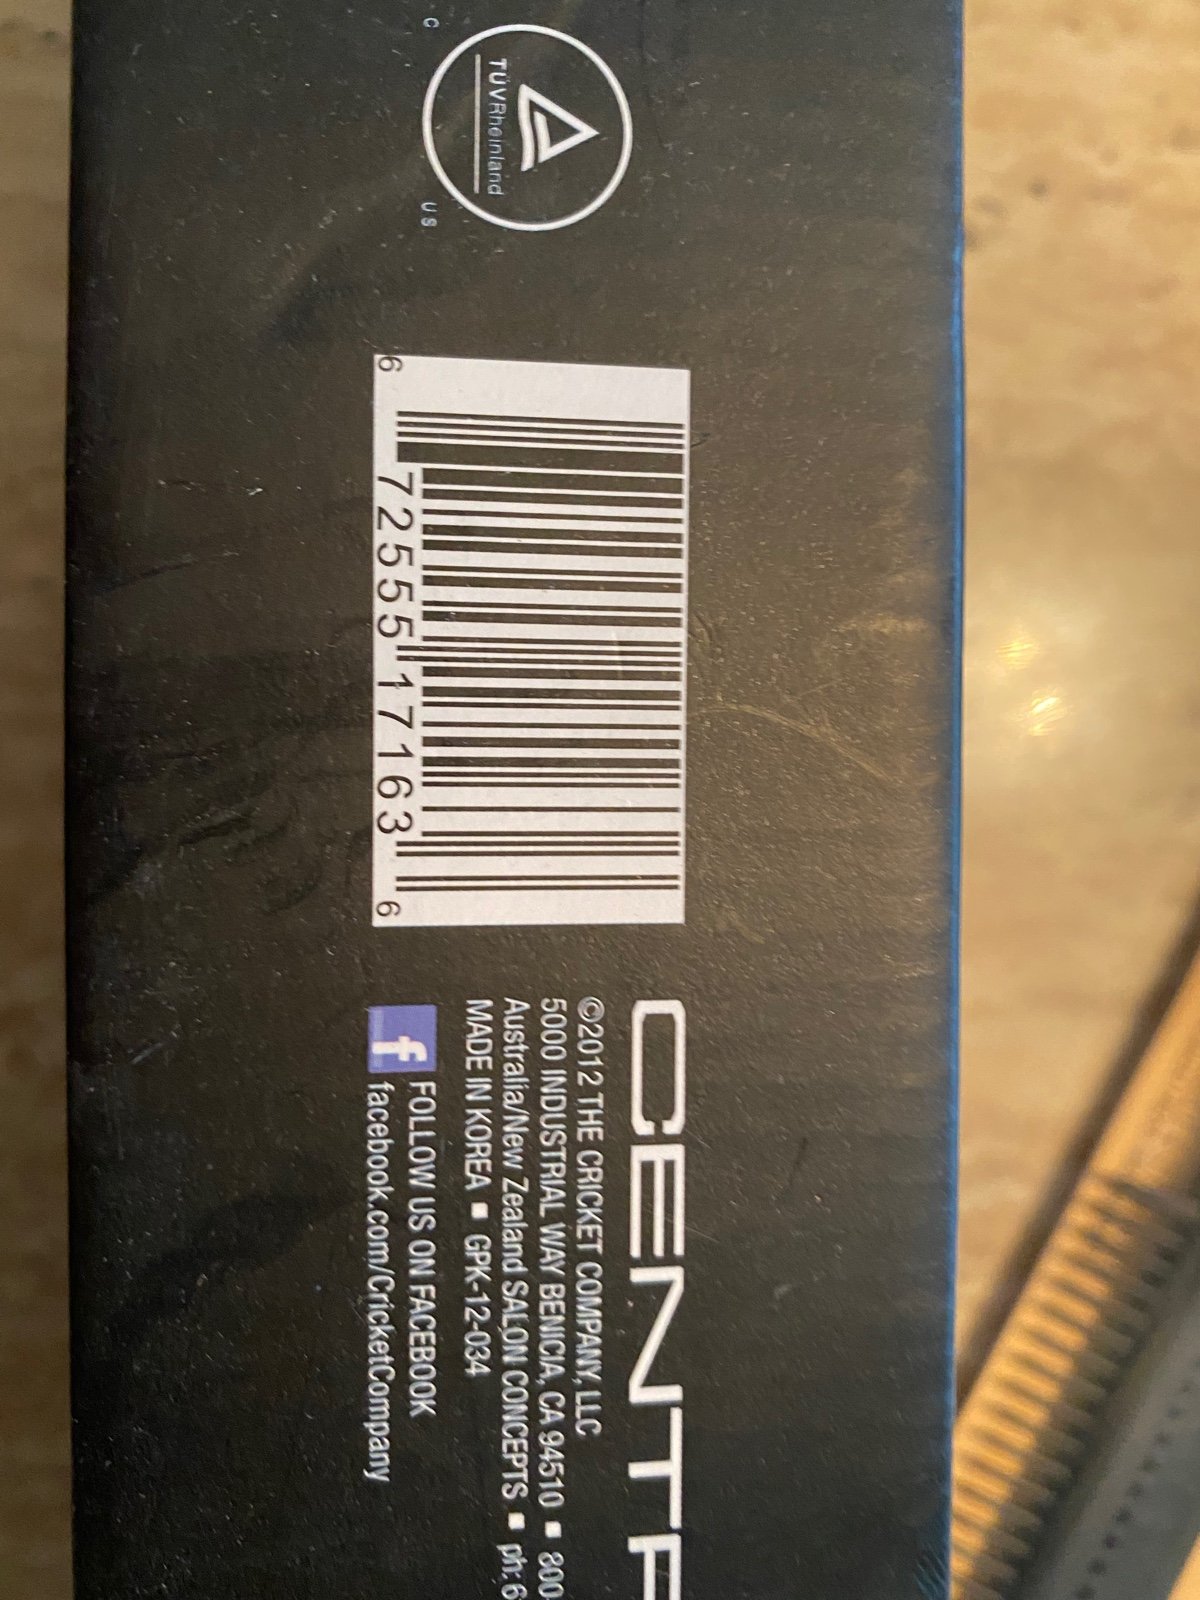 TÜVRheinland
C US
6 72555 17163 6
CENT
©2012 THE CRICKET COMPANY, LLC
5000 INDUSTRIAL WAY BENICIA, CA 94510 ▪ 800
Australia/New Zealand SALON CONCEPTS ▪ ph: 6
MADE IN KOREA ▪ GPK-12-034
f FOLLOW US ON FACEBOOK
facebook.com/CricketCompany